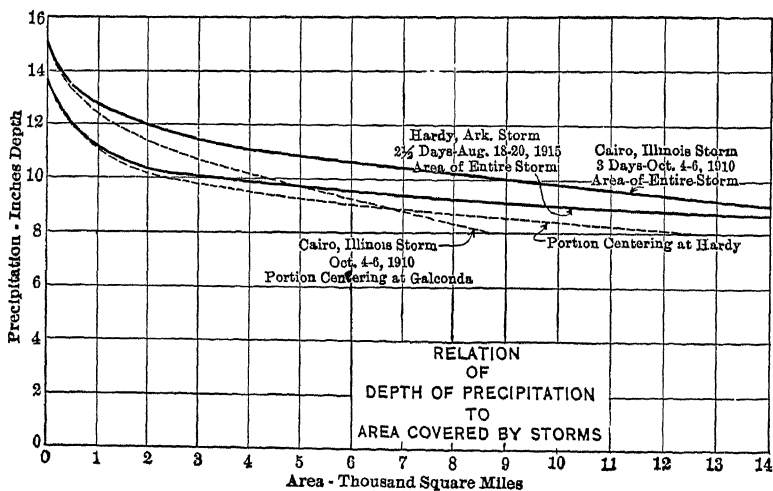 16
14
12
10
8
6
4
2
0
Precipitation - Inches Depth
Hardy, Ark. Storm
2½ Days-Aug. 18-20, 1915
Area of Entire Storm
Cairo, Illinois Storm
3 Days-Oct. 4-6, 1910
Area of Entire Storm
Cairo, Illinois Storm
Oct. 4-6, 1910
Portion Centering at Galconda
Portion Centering at Hardy
RELATION
OF
DEPTH OF PRECIPITATION
TO
AREA COVERED BY STORMS
0 1 2 3 4 5 6 7 8 9 10 11 12 13 14
Area - Thousand Square Miles